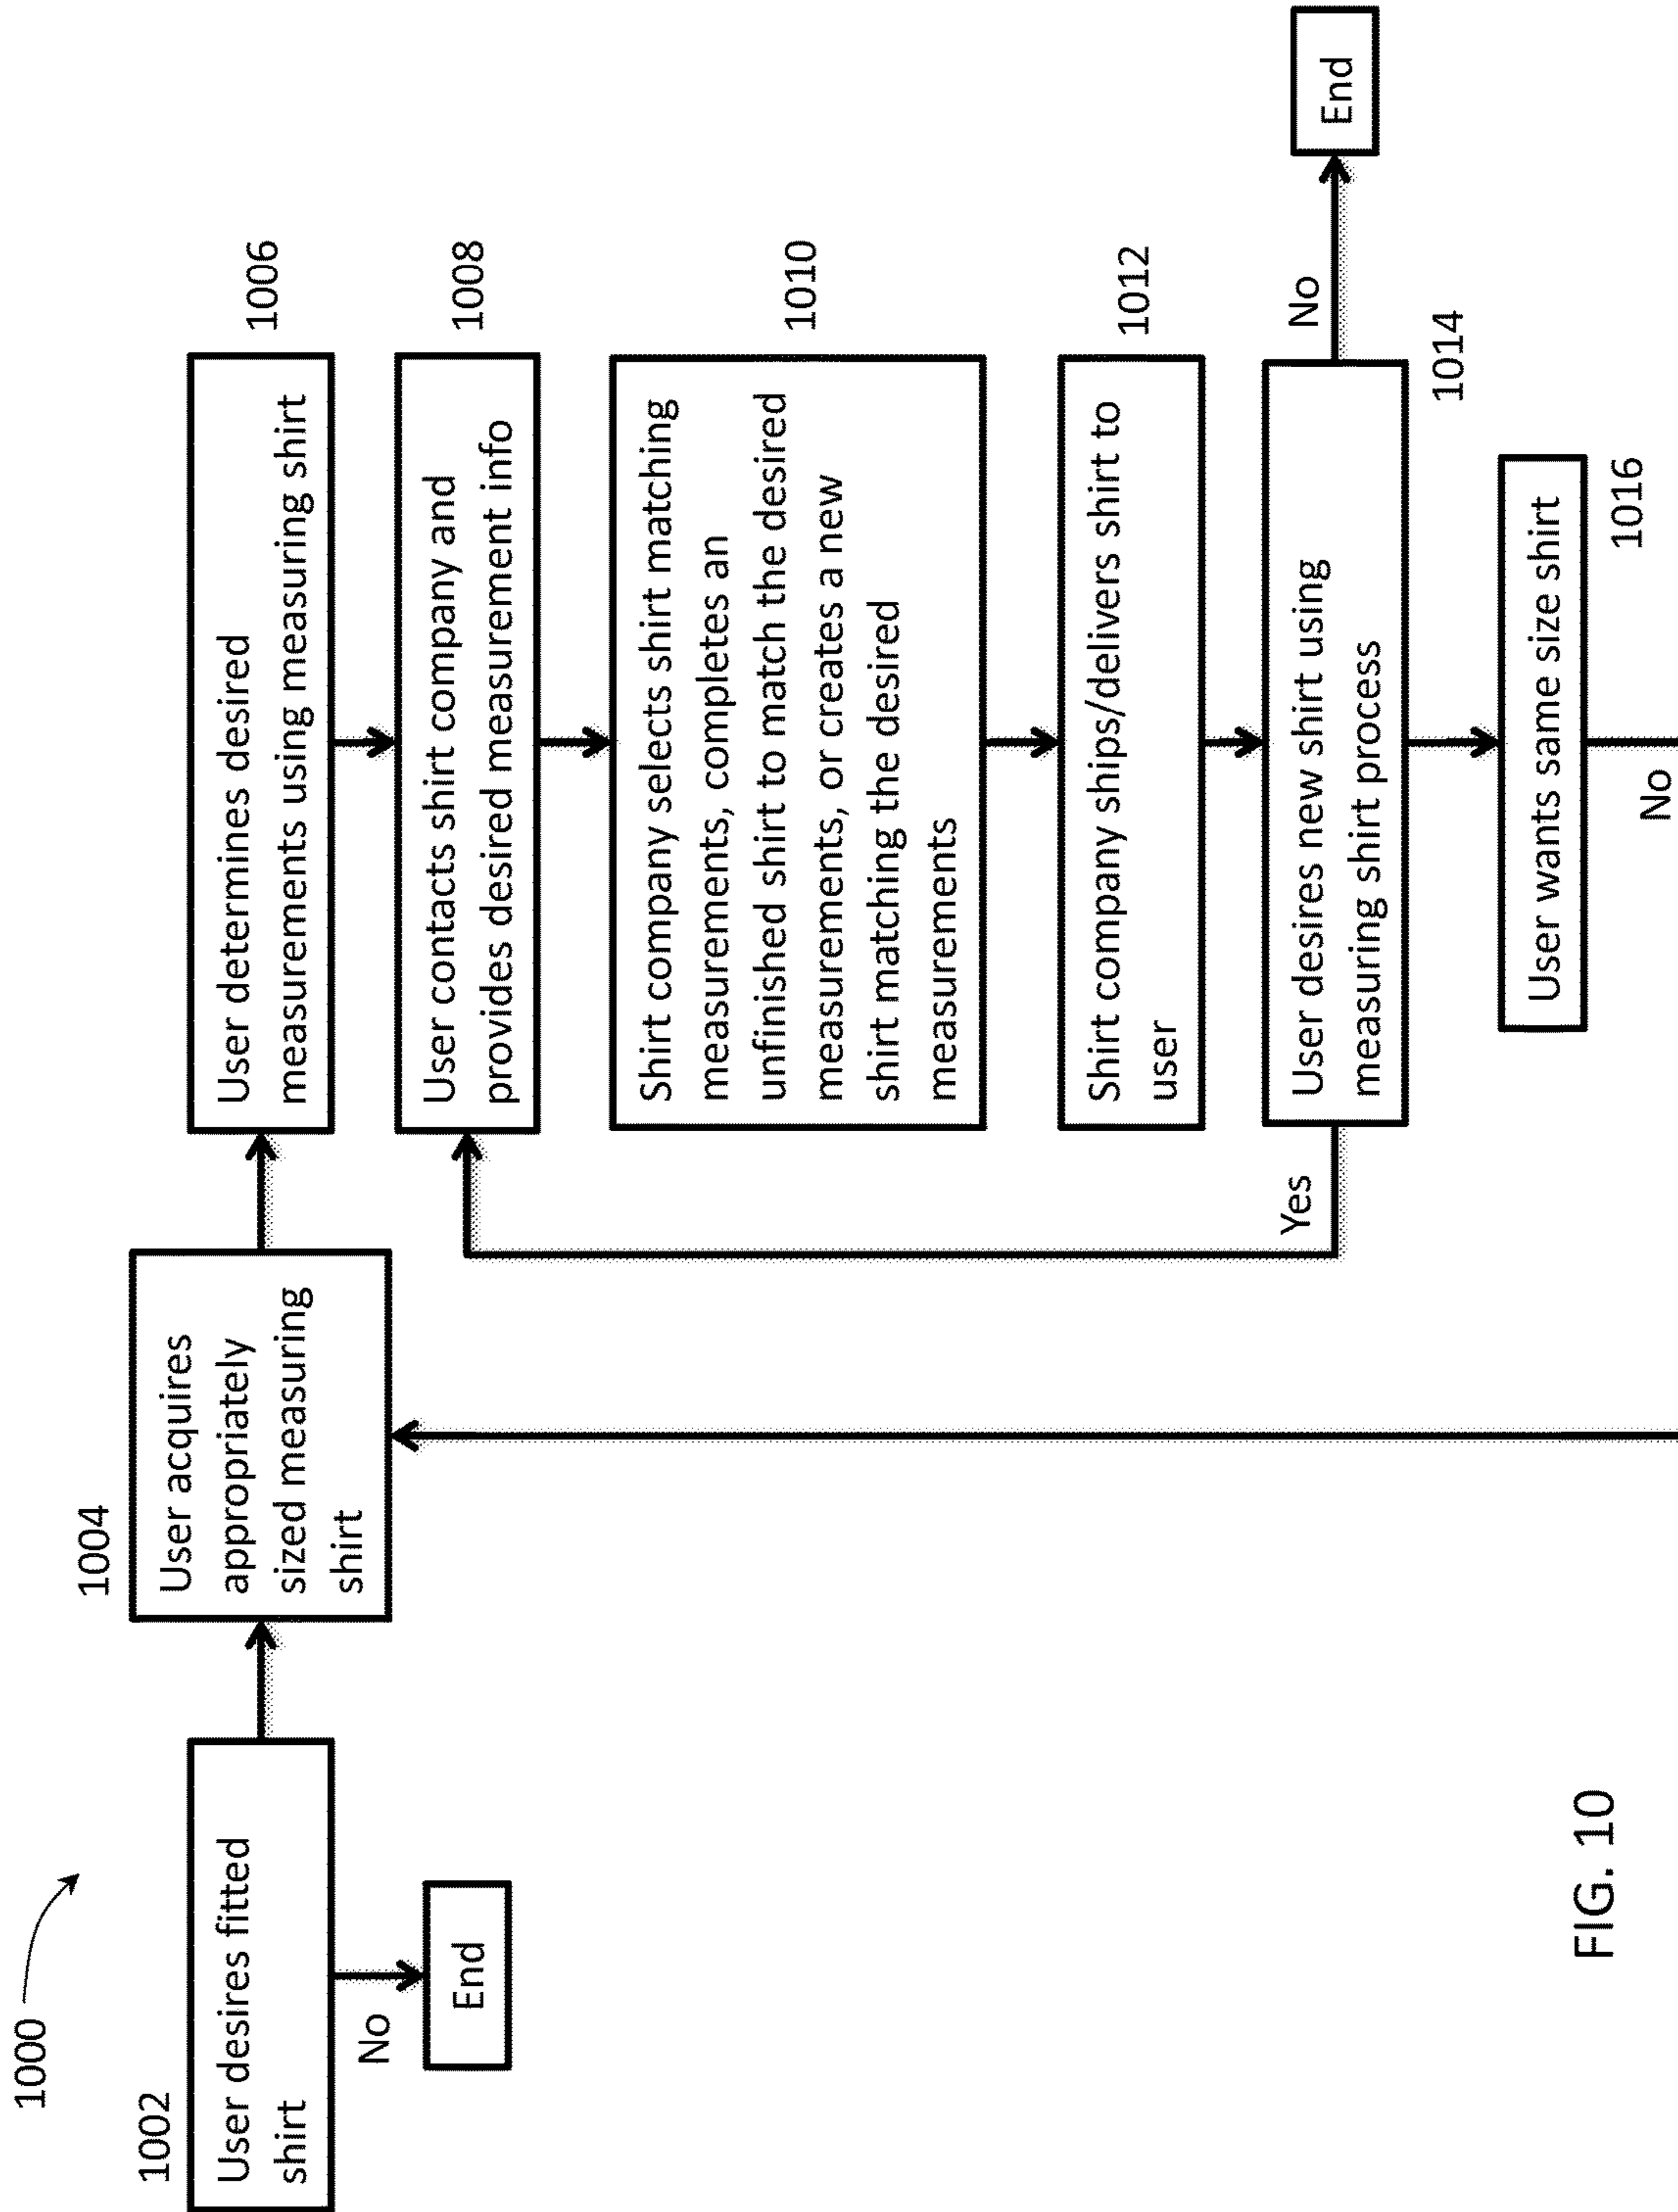 1000
1002
User desires fitted
shirt
No
End
1004
User acquires
appropriately
sized measuring
shirt
User determines desired
measurements using measuring shirt
1006
User contacts shirt company and
provides desired measurement info
1008
Shirt company selects shirt matching
measurements, completes an
unfinished shirt to match the desired
measurements, or creates a new
shirt matching the desired
measurements
1010
Shirt company ships/delivers shirt to
user
1012
Yes
User desires new shirt using
measuring shirt process
No
End
1014
User wants same size shirt
1016
No
FIG. 10